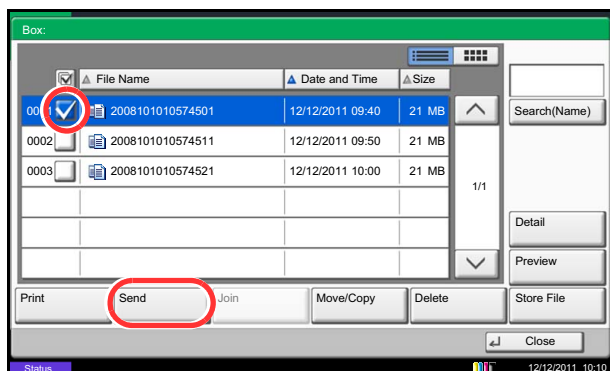 Box:
File Name Date and Time Size
0001 2008101010574501 12/12/2011 09:40 21 MB Search(Name)
0002 2008101010574511 12/12/2011 09:50 21 MB
0003 2008101010574521 12/12/2011 10:00 21 MB
1/1
Detail
Preview
Print Send Join Move/Copy Delete Store File
Close
Status 12/12/2011 10:10